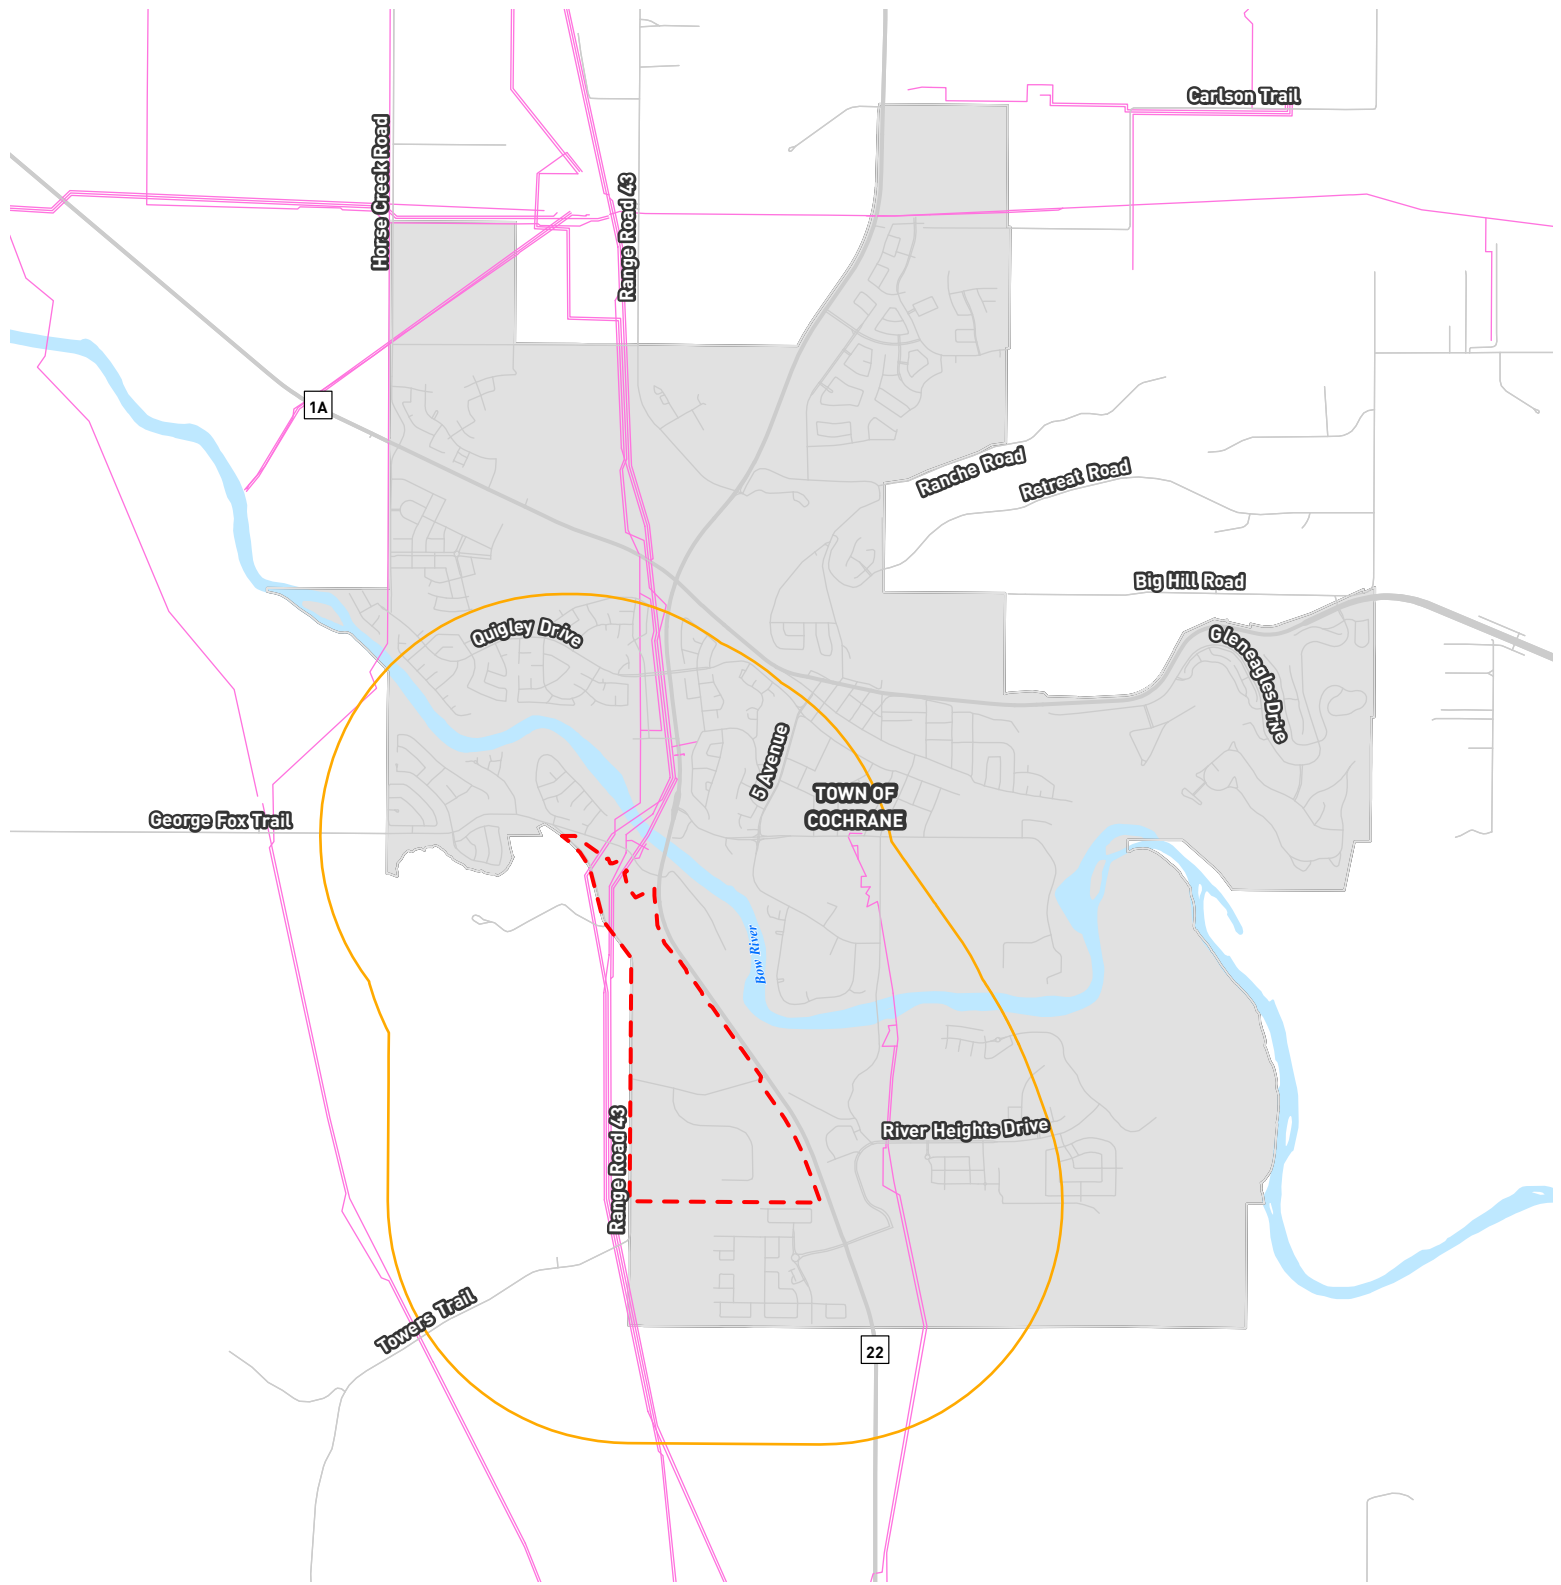 Carlson Trail
Horse Creek Road
Range Road 43
1A
Ranche Road
Retreat Road
Big Hill Road
Quigley Drive
Gleneagles Drive
5 Avenue
TOWN OF
COCHRANE
George Fox Trail
Bow River
River Heights Drive
Range Road 43
Towers Trail
22